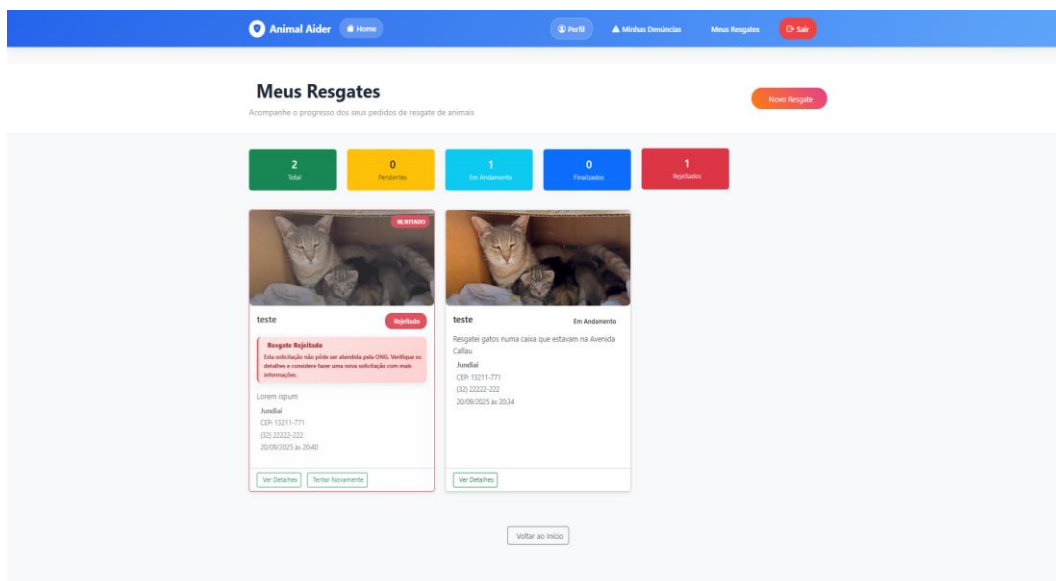 Animal Aider
Home
Perfil
Minhas Denúncias
Meus Resgates
Sair
Meus Resgates
Acompanhe o progresso dos seus pedidos de resgate de animais
Novo Resgate
2
Total
0
Pendentes
1
Em Andamento
0
Finalizados
1
Rejeitados
REJEITADO
teste
Rejeitado
Resgate Rejeitado
Esta solicitação não pôde ser atendida pela ONG. Verifique os
detalhes e considere fazer uma nova solicitação com mais
informações.
Lorem ispum
Jundiaí
CEP: 13211-771
(32) 22222-222
20/09/2025 às 20:40
Ver Detalhes
Tentar Novamente
teste
Em Andamento
Resgatei gatos numa caixa que estavam na Avenida
Callau
Jundiaí
CEP: 13211-771
(32) 22222-222
20/09/2025 às 20:34
Ver Detalhes
Voltar ao Início